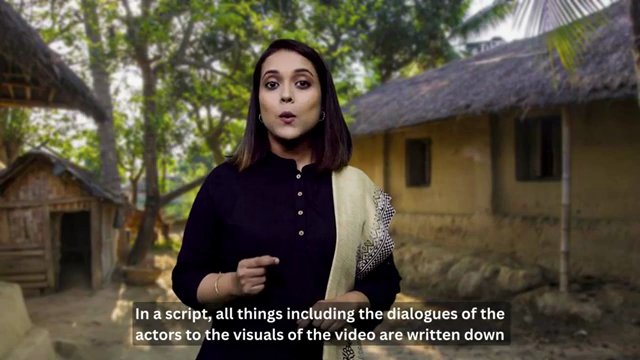 In a script, all things including the dialogues of the
actors to the visuals of the video are written down